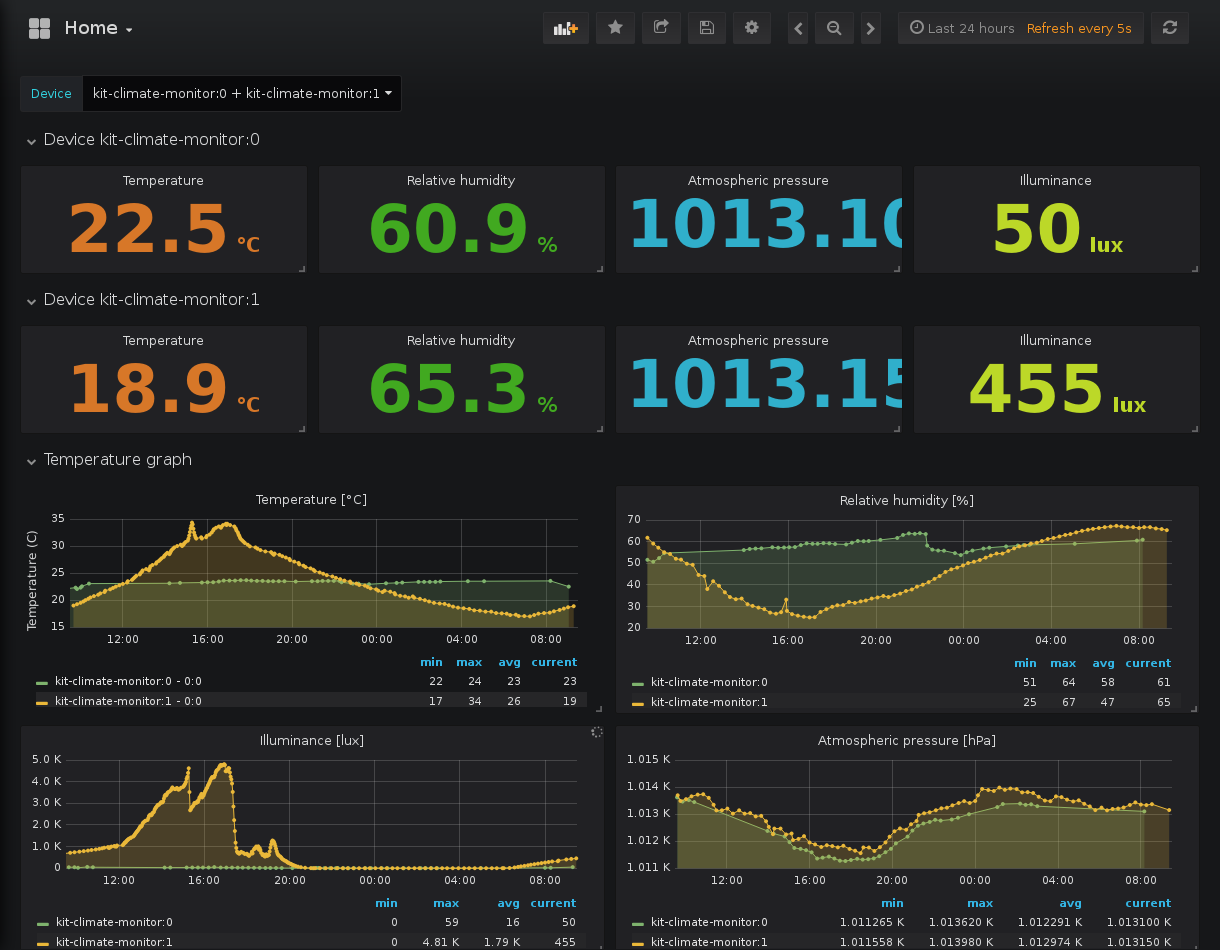 Home
Last 24 hours Refresh every 5s
Device kit-climate-monitor:0 + kit-climate-monitor:1
Device kit-climate-monitor:0
Temperature Relative humidity Atmospheric pressure Illuminance
22.5 °C 60.9 % 1013.10 50 lux
Device kit-climate-monitor:1
Temperature Relative humidity Atmospheric pressure Illuminance
18.9 °C 65.3 % 1013.15 455 lux
Temperature graph
Temperature [°C]
Temperature (C)
35
30
25
20
15
12:00 16:00 20:00 00:00 04:00 08:00
min max avg current
kit-climate-monitor:0 - 0:0 22 24 23 23
kit-climate-monitor:1 - 0:0 17 34 26 19
Relative humidity [%]
70
60
50
40
30
20
12:00 16:00 20:00 00:00 04:00 08:00
min max avg current
kit-climate-monitor:0 51 64 58 61
kit-climate-monitor:1 25 67 47 65
Illuminance [lux]
5.0 K
4.0 K
3.0 K
2.0 K
1.0 K
0
12:00 16:00 20:00 00:00 04:00 08:00
min max avg current
kit-climate-monitor:0 0 59 16 50
kit-climate-monitor:1 0 4.81 K 1.79 K 455
Atmospheric pressure [hPa]
1.015 K
1.014 K
1.013 K
1.012 K
1.011 K
12:00 16:00 20:00 00:00 04:00 08:00
min max avg current
kit-climate-monitor:0 1.011265 K 1.013620 K 1.012291 K 1.013100 K
kit-climate-monitor:1 1.011558 K 1.013980 K 1.012974 K 1.013150 K